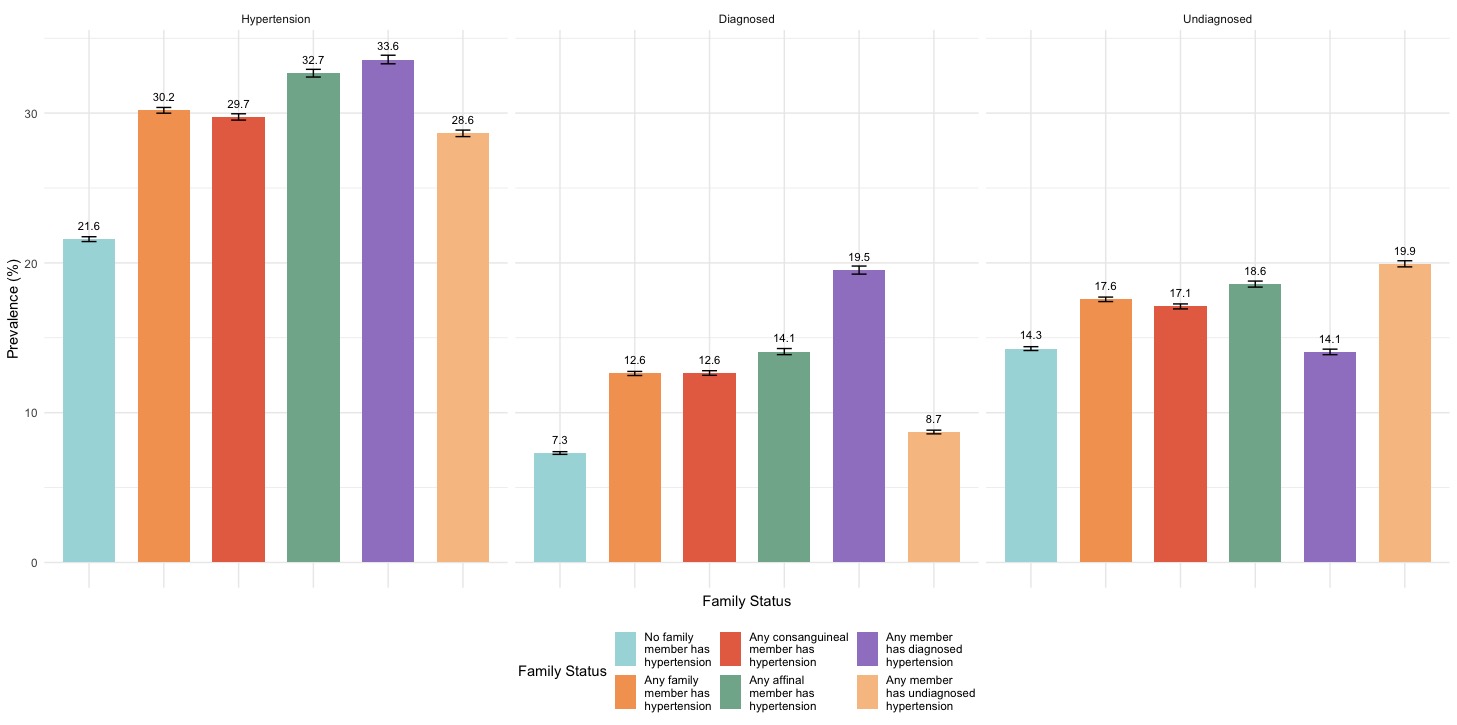 Hypertension
Diagnosed
Undiagnosed
Prevalence (%)
30
20
10
0
21.6
30.2
29.7
32.7
33.6
28.6
7.3
12.6
12.6
14.1
19.5
8.7
14.3
17.6
17.1
18.6
14.1
19.9
Family Status
Family Status
No family
member has
hypertension
Any family
member has
hypertension
Any consanguineal
member has
hypertension
Any affinal
member has
hypertension
Any member
has diagnosed
hypertension
Any member
has undiagnosed
hypertension